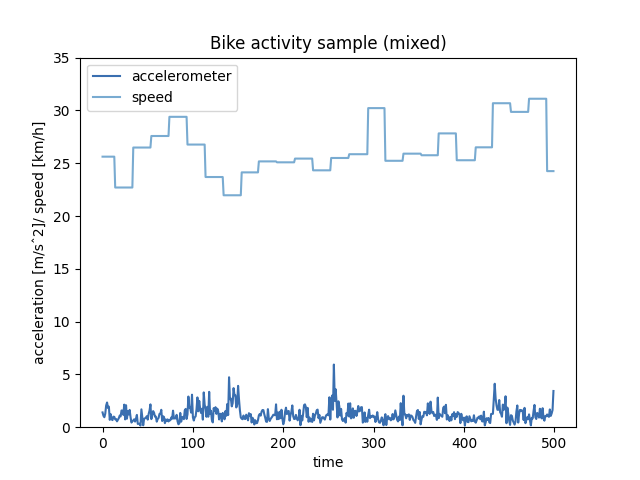 Bike activity sample (mixed)
accelerometer
speed
acceleration [m/sˆ2]/ speed [km/h]
35
30
25
20
15
10
5
0
0 100 200 300 400 500
time